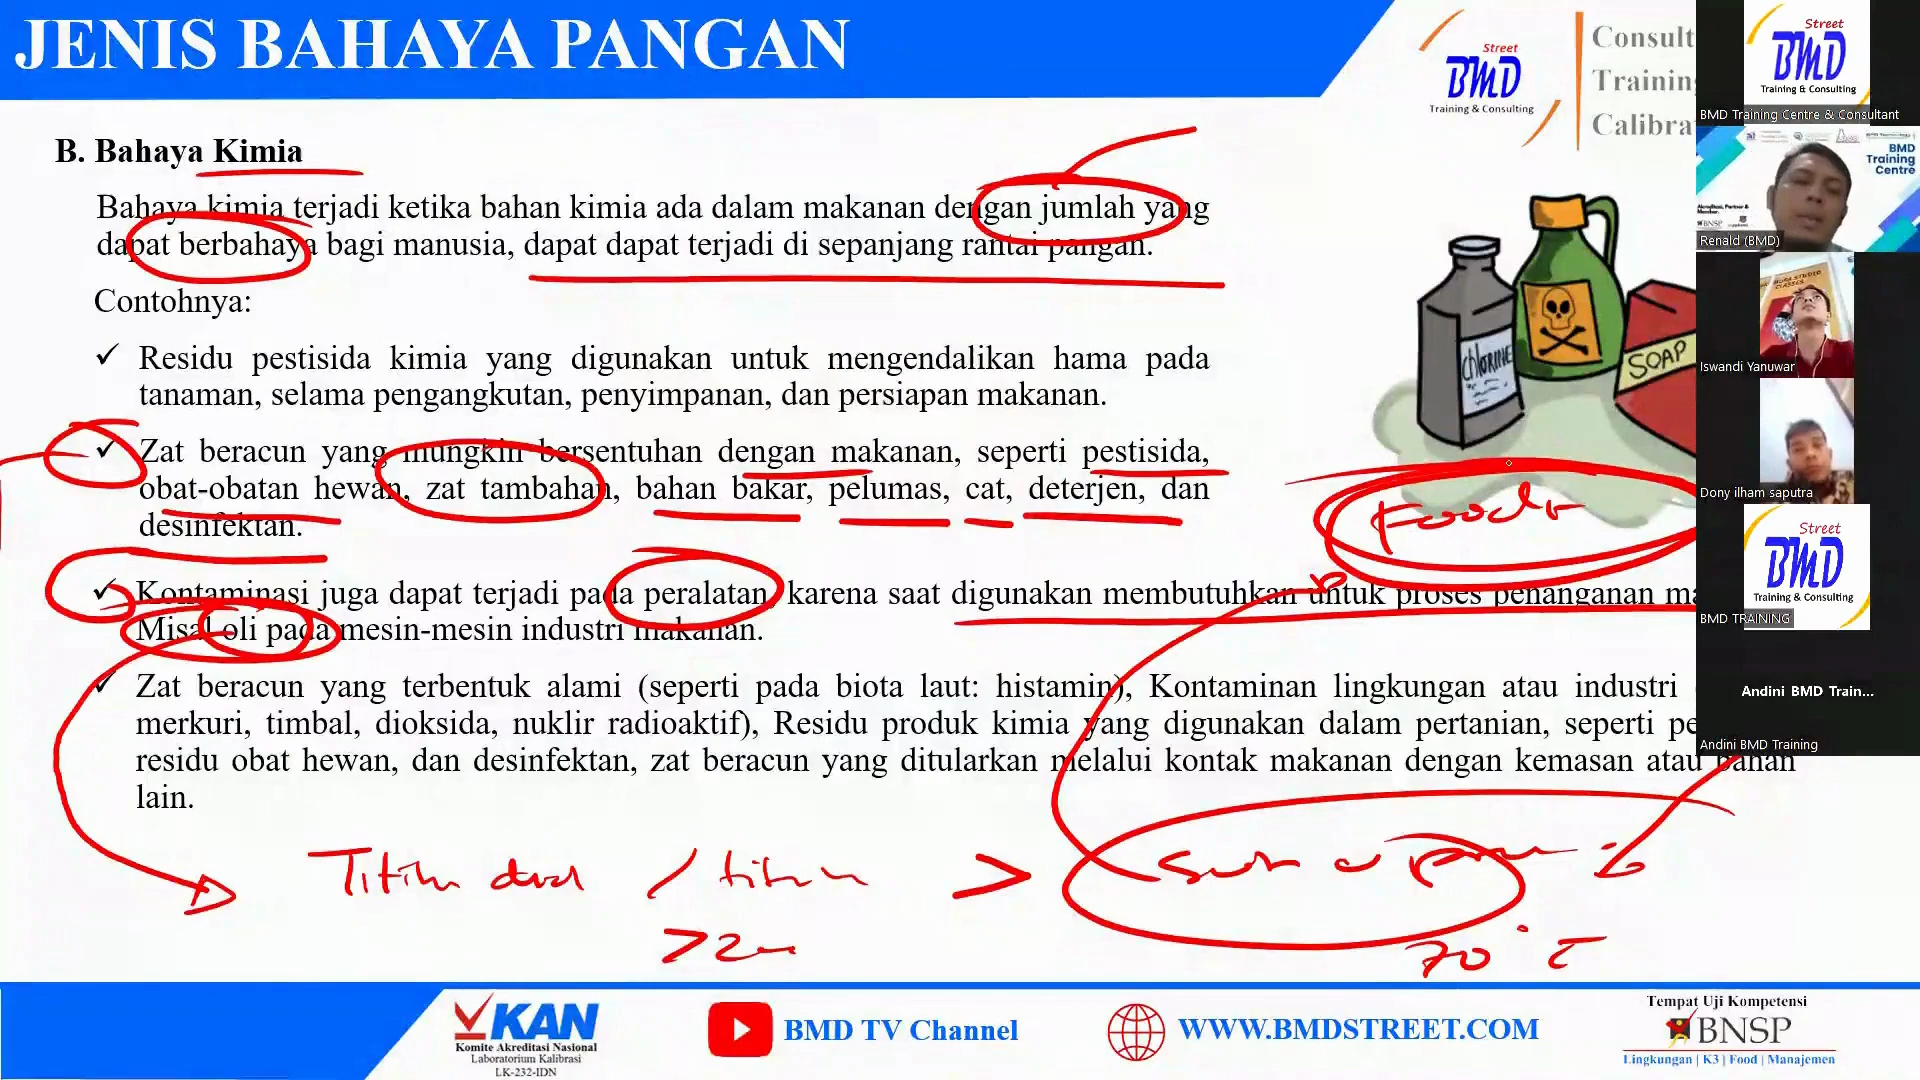 JENIS BAHAYA PANGAN
Street
BMD
Training & Consulting
Consult
Training
Calibra
B. Bahaya Kimia
Bahaya kimia terjadi ketika bahan kimia ada dalam makanan dengan jumlah yang
dapat berbahaya bagi manusia, dapat dapat terjadi di sepanjang rantai pangan.
Contohnya:
✓ Residu pestisida kimia yang digunakan untuk mengendalikan hama pada
tanaman, selama pengangkutan, penyimpanan, dan persiapan makanan.
✓ Zat beracun yang mungkin bersentuhan dengan makanan, seperti pestisida,
obat-obatan hewan, zat tambahan, bahan bakar, pelumas, cat, deterjen, dan
desinfektan.
✓ Kontaminasi juga dapat terjadi pada peralatan, karena saat digunakan membutuhkan untuk proses penanganan ma
Misal oli pada mesin-mesin industri makanan.
✓ Zat beracun yang terbentuk alami (seperti pada biota laut: histamin), Kontaminan lingkungan atau industri
merkuri, timbal, dioksida, nuklir radioaktif), Residu produk kimia yang digunakan dalam pertanian, seperti pe
residu obat hewan, dan desinfektan, zat beracun yang ditularkan melalui kontak makanan dengan kemasan atau bahan
lain.
chlorine
SOAP
>
70°C
KAN
Komite Akreditasi Nasional
Laboratorium Kalibrasi
LK-232-IDN
BMD TV Channel
WWW.BMDSTREET.COM
Tempat Uji Kompetensi
BNSP
Lingkungan | K3 | Food | Manajemen
Street
BMD
Training & Consulting
BMD Training Centre & Consultant
BMD
Training
Centre
Renald (BMD)
Iswandi Yanuwar
Dony ilham saputra
Street
BMD
Training & Consulting
BMD TRAINING
Andini BMD Train...
Andini BMD Training